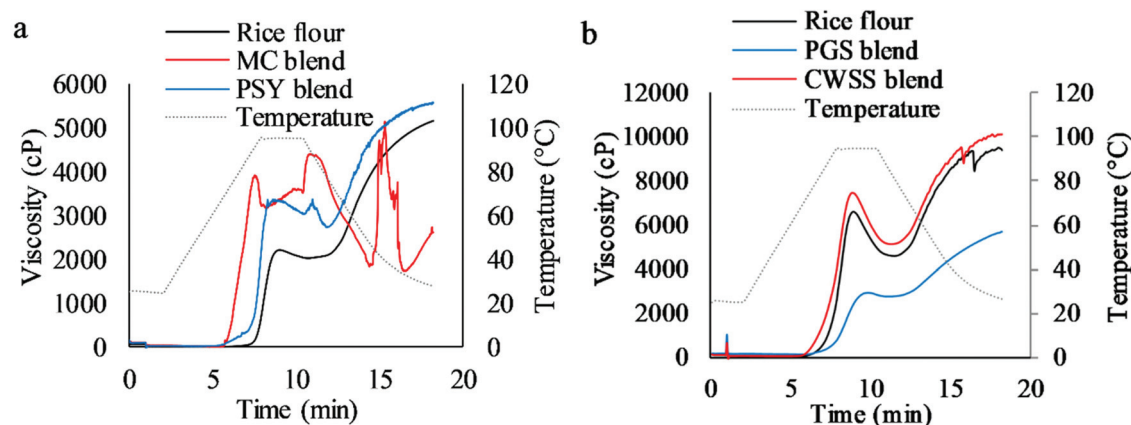 a
Rice flour
MC blend
PSY blend
Temperature
6000
5000
4000
3000
2000
1000
0
Viscosity (cP)
120
100
80
60
40
20
0
Temperature (°C)
0
5
10
15
20
Time (min)
b
Rice flour
PGS blend
CWSS blend
Temperature
12000
10000
8000
6000
4000
2000
0
Viscosity (cP)
120
100
80
60
40
20
0
Temperature (°C)
0
5
10
15
20
Time (min)